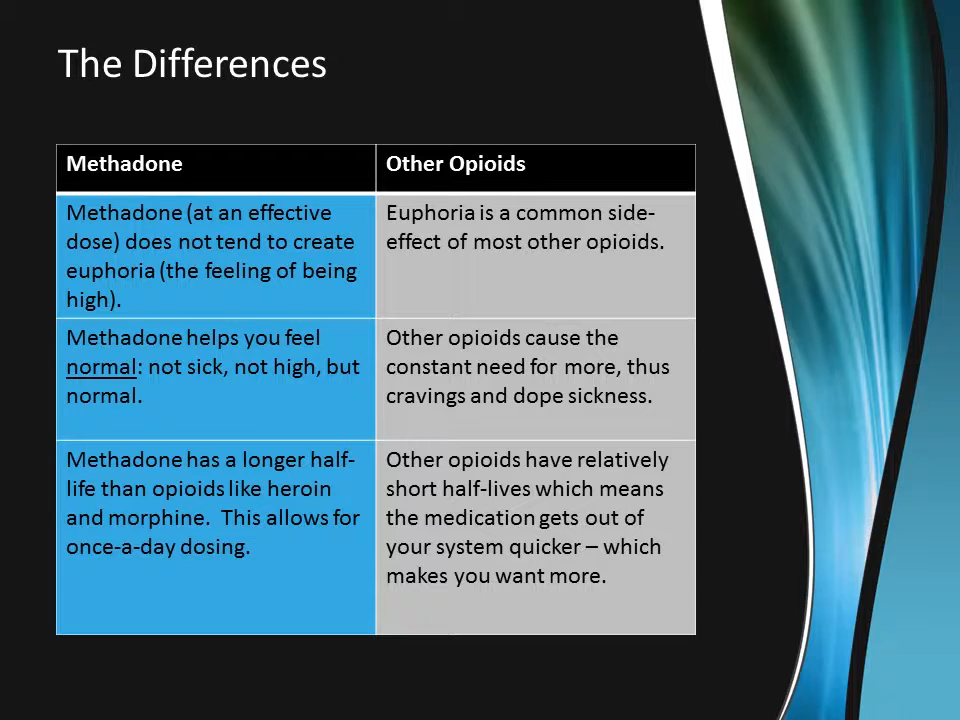 The Differences
Methadone
Other Opioids
Methadone (at an effective
dose) does not tend to create
euphoria (the feeling of being
high).
Euphoria is a common side-
effect of most other opioids.
Methadone helps you feel
normal: not sick, not high, but
normal.
Other opioids cause the
constant need for more, thus
cravings and dope sickness.
Methadone has a longer half-
life than opioids like heroin
and morphine.  This allows for
once-a-day dosing.
Other opioids have relatively
short half-lives which means
the medication gets out of
your system quicker – which
makes you want more.